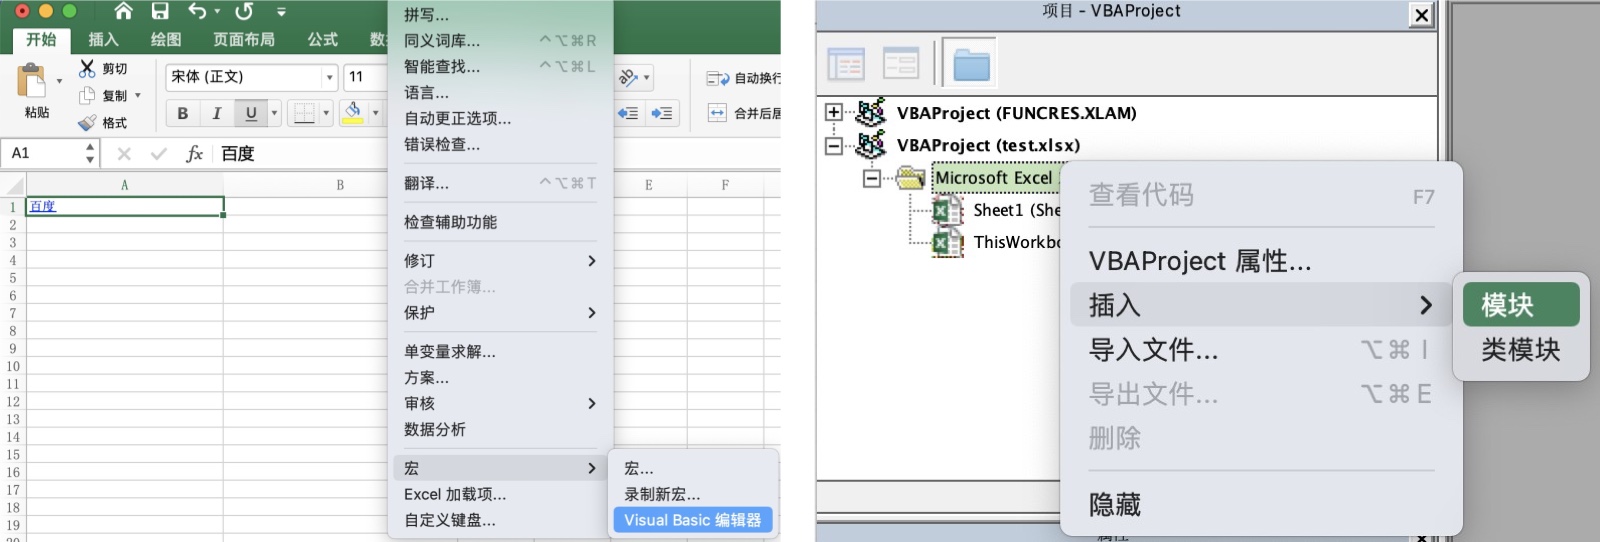 开始
插入
绘图
页面布局
公式
粘贴
剪切
复制
格式
宋体 (正文)
11
B I U
自动换行
A1
fx
百度
A
B
E
F
1
百度
2
3
4
5
6
7
8
9
10
11
12
13
14
15
16
17
18
19
拼写...
同义词库... ^⌥⌘R
智能查找... ^⌥⌘L
语言...
自动更正选项...
错误检查...
翻译... ^⌥⌘T
检查辅助功能
修订
合并工作簿...
保护
单变量求解...
方案...
审核
数据分析
宏
Excel 加载项...
自定义键盘...
宏...
录制新宏...
Visual Basic 编辑器
项目 - VBAProject
VBAProject (FUNCRES.XLAM)
VBAProject (test.xlsx)
Microsoft Excel
Sheet1 (She
ThisWorkbo
查看代码 F7
VBAProject 属性...
插入
导入文件... ⌥⌘I
导出文件... ⌥⌘E
删除
隐藏
模块
类模块